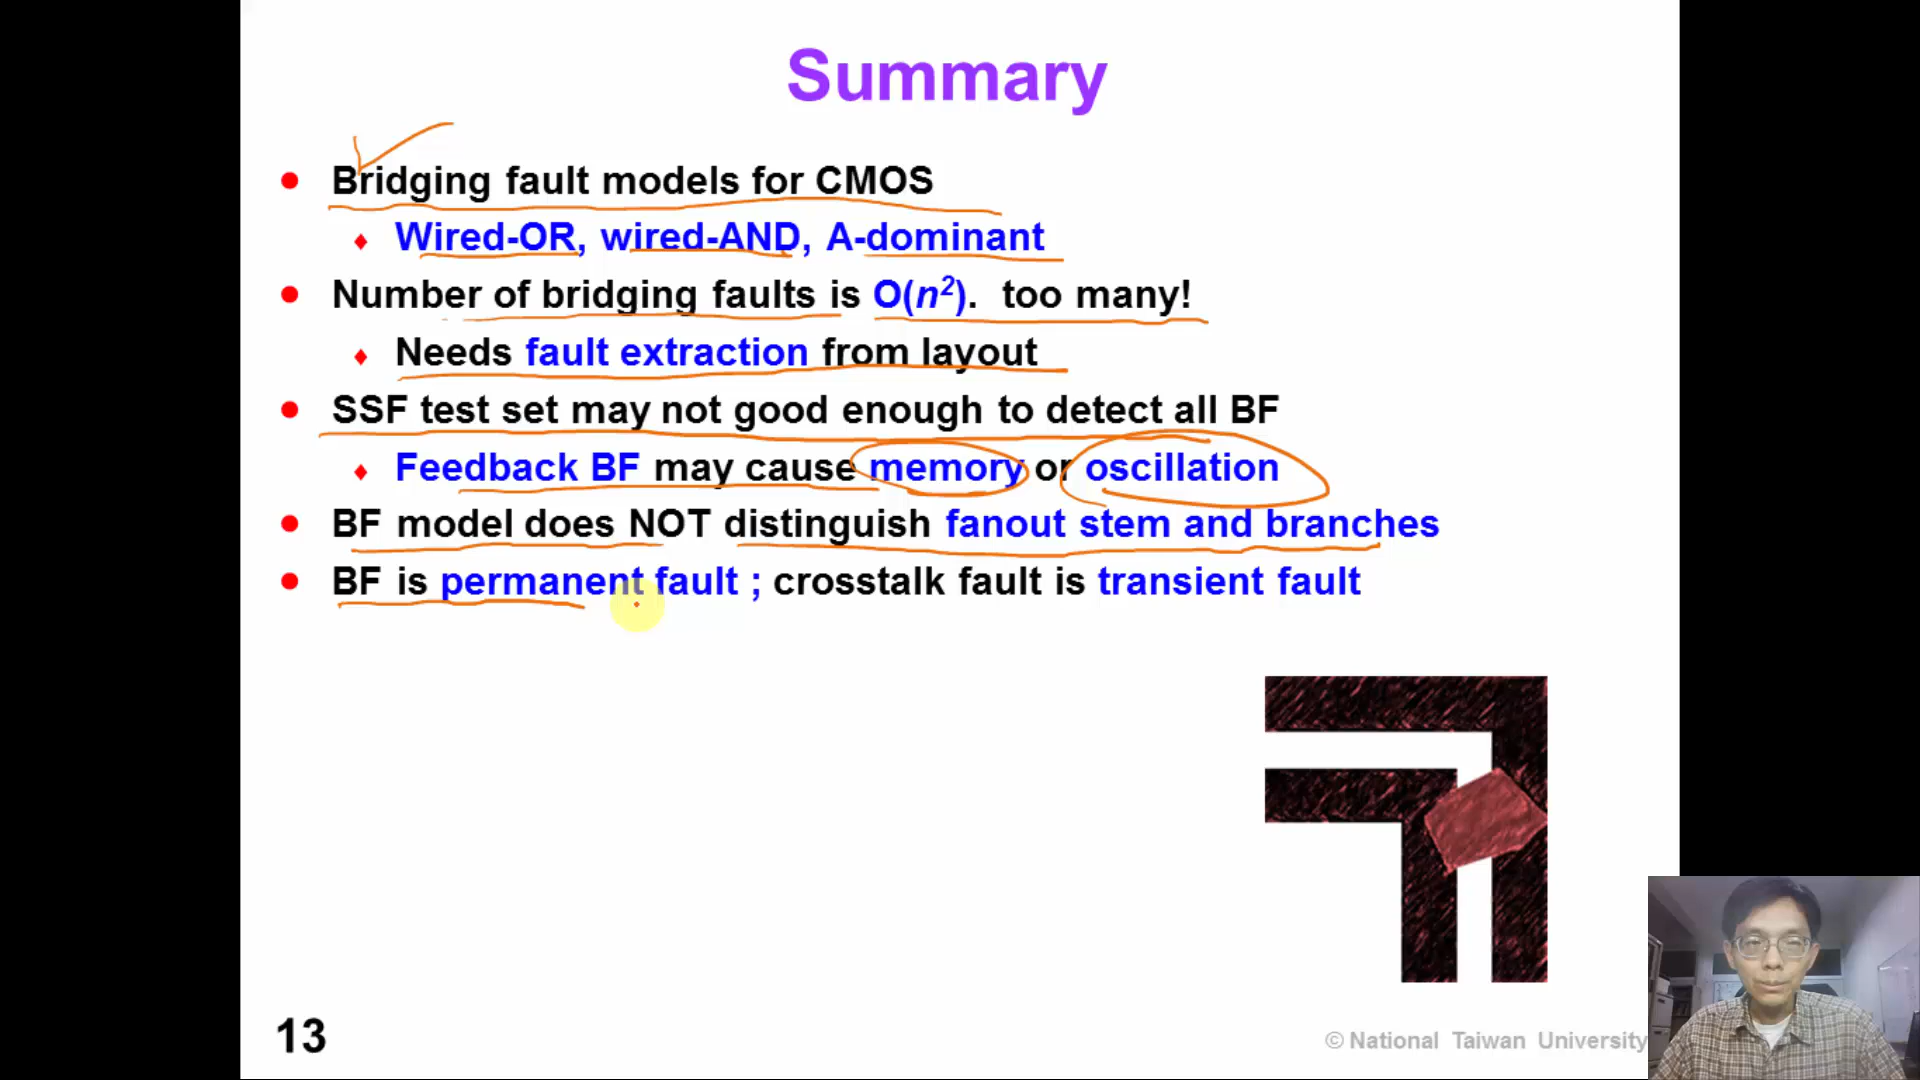 Summary
Bridging fault models for CMOS
Wired-OR, wired-AND, A-dominant
Number of bridging faults is O(n²). too many!
Needs fault extraction from layout
SSF test set may not good enough to detect all BF
Feedback BF may cause memory or oscillation
BF model does NOT distinguish fanout stem and branches
BF is permanent fault ; crosstalk fault is transient fault
13
© National Taiwan University